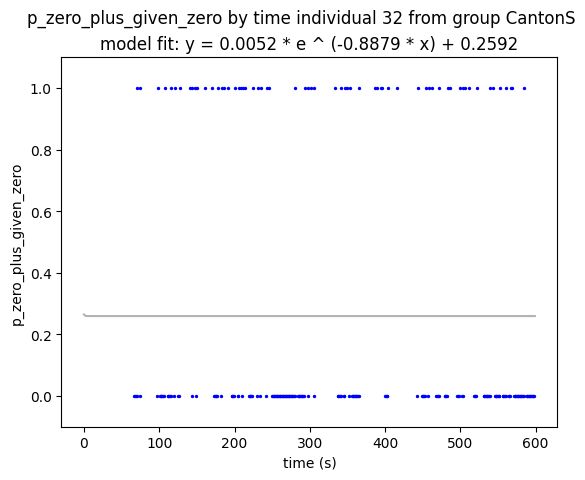 p_zero_plus_given_zero by time individual 32 from group CantonS
model fit: y = 0.0052 * e ^ (-0.8879 * x) + 0.2592
1.0
0.8
0.6
0.4
0.2
0.0
p_zero_plus_given_zero
0 100 200 300 400 500 600
time (s)